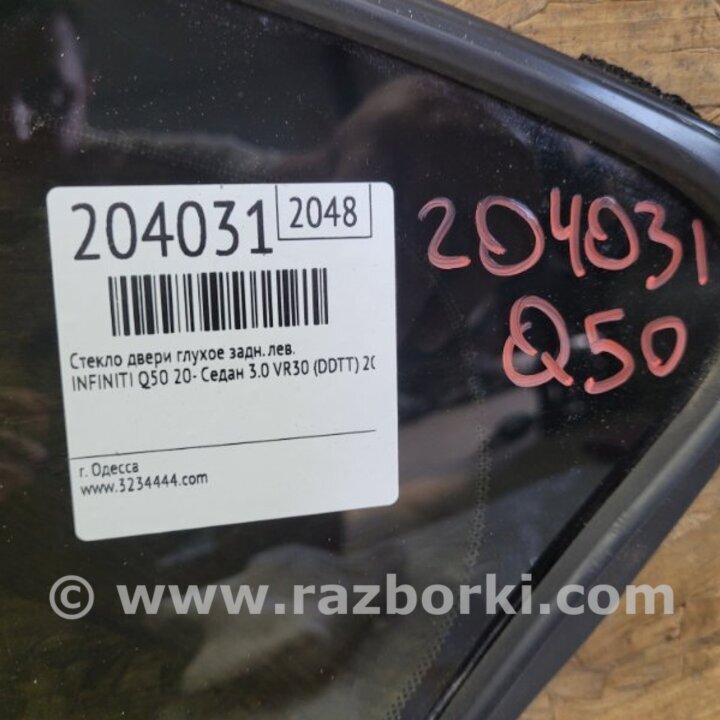 204031 2048
Стекло двери глухое задн. лев.
INFINITI Q50 20- Седан 3.0 VR30 (DDTT) 20
г. Одесса
www.3234444.com
204031
Q50
© www.razborki.com